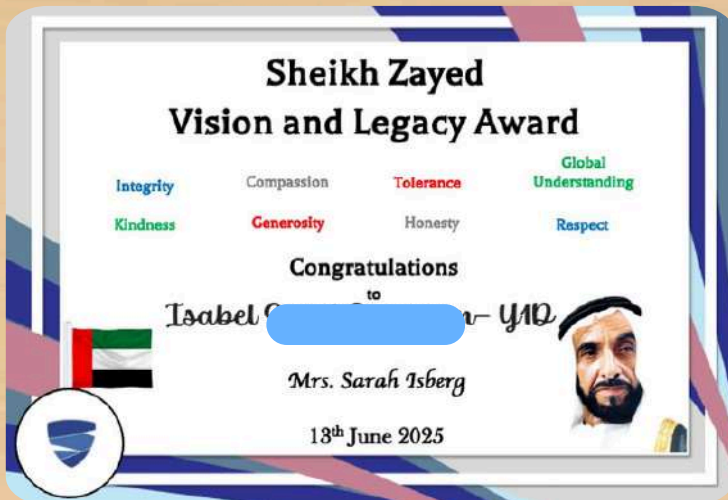 Sheikh Zayed
Vision and Legacy Award
Integrity Compassion Tolerance Global Understanding
Kindness Generosity Honesty Respect
Congratulations
to
Isabel – Y1D
Mrs. Sarah Isberg
13th June 2025